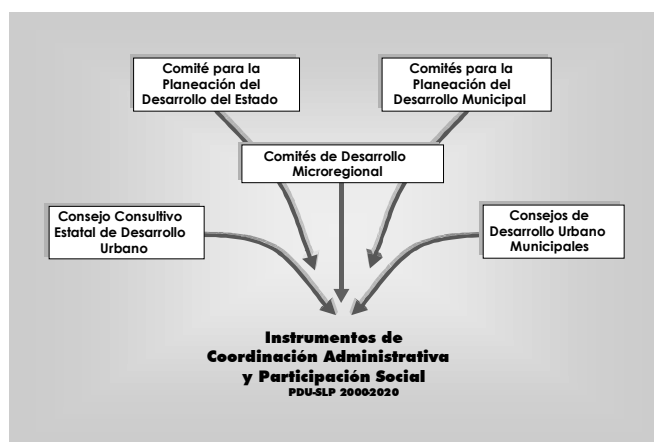 Comité para la
Planeación del
Desarrollo del Estado
Comités para la
Planeación del
Desarrollo Municipal
Comités de Desarrollo
Microregional
Consejo Consultivo
Estatal de Desarrollo
Urbano
Consejos de
Desarrollo Urbano
Municipales
Instrumentos de
Coordinación Administrativa
y Participación Social
PDU-SLP 2000-2020